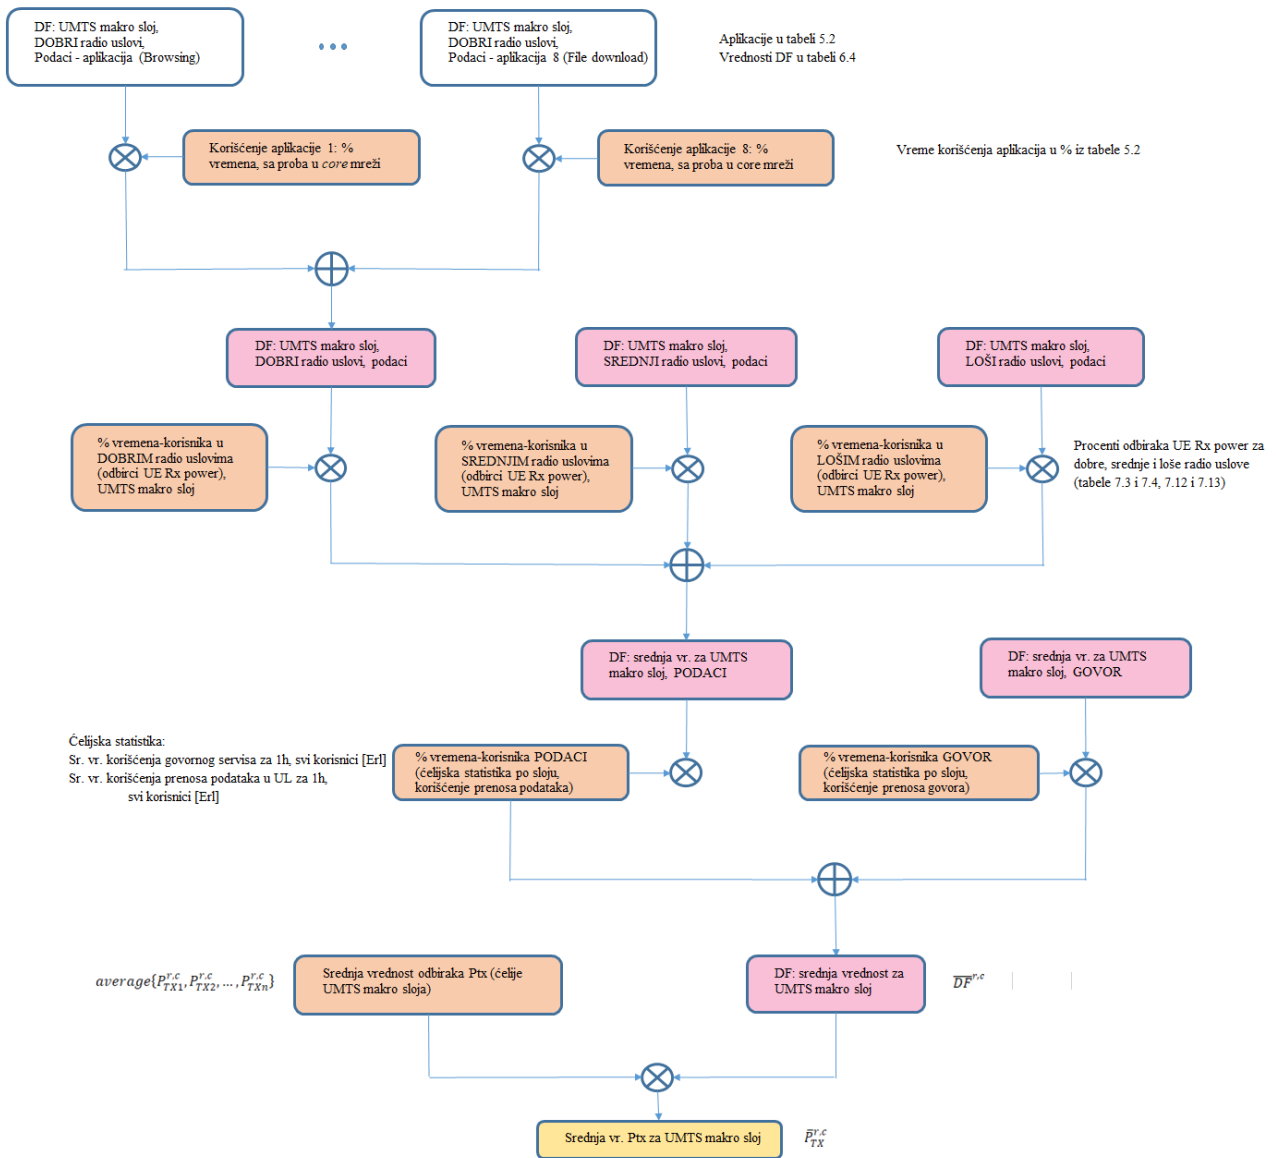 DF: UMTS makro sloj,
DOBRI radio uslovi,
Podaci - aplikacija (Browsing)
DF: UMTS makro sloj,
DOBRI radio uslovi,
Podaci - aplikacija 8 (File download)
Aplikacije u tabeli 5.2
Vrednosti DF u tabeli 6.4
Korišćenje aplikacije 1: %
vremena, sa proba u core mreži
Korišćenje aplikacije 8: %
vremena, sa proba u core mreži
Vreme korišćenja aplikacija u % iz tabele 5.2
DF: UMTS makro sloj,
DOBRI radio uslovi, podaci
DF: UMTS makro sloj,
SREDNJI radio uslovi, podaci
DF: UMTS makro sloj,
LOŠI radio uslovi, podaci
% vremena-korisnika u
DOBRIM radio uslovima
(odbirci UE Rx power),
UMTS makro sloj
% vremena-korisnika u
SREDNJIM radio uslovima
(odbirci UE Rx power),
UMTS makro sloj
% vremena-korisnika u
LOŠIM radio uslovima
(odbirci UE Rx power),
UMTS makro sloj
Procenti odbiraka UE Rx power za
dobre, srednje i loše radio uslove
(tabele 7.3 i 7.4, 7.12 i 7.13)
DF: srednja vr. za UMTS
makro sloj, PODACI
DF: srednja vr. za UMTS
makro sloj, GOVOR
Ćelijska statistika:
Sr. vr. korišćenja govornog servisa za 1h, svi korisnici [Erl]
Sr. vr. korišćenja prenosa podataka u UL za 1h,
svi korisnici [Erl]
% vremena-korisnika PODACI
(ćelijska statistika po sloju,
korišćenje prenosa podataka)
% vremena-korisnika GOVOR
(ćelijska statistika po sloju,
korišćenje prenosa govora)
average{P_{TX1}^{r,c}, P_{TX2}^{r,c}, ..., P_{TXn}^{r,c}}
Srednja vrednost odbiraka Ptx (ćelije
UMTS makro sloja)
DF: srednja vrednost za
UMTS makro sloj
\overline{DF}^{r,c}
Srednja vr. Ptx za UMTS makro sloj
\bar{P}_{TX}^{r,c}